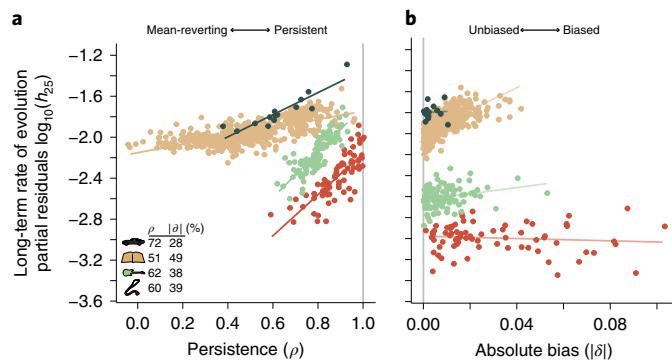 a
b
Mean-reverting ⟷ Persistent
Unbiased ⟷ Biased
Long-term rate of evolution
partial residuals log10(h25)
−1.2
−1.6
−2.0
−2.4
−2.8
−3.2
−3.6
ρ |∂| (%)
72 28
51 49
62 38
60 39
0.0 0.2 0.4 0.6 0.8 1.0
0.00 0.04 0.08
Persistence (ρ)
Absolute bias (|δ|)